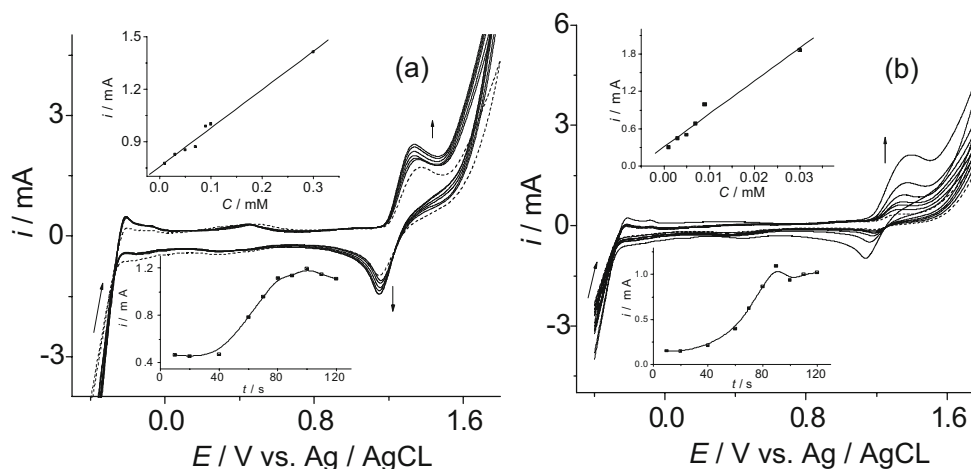 (a)
i / mA
3
0
-3
0.0 0.8 1.6
E / V vs. Ag / AgCL
i / mA
1.5
1.2
0.9
0.0 0.1 0.2 0.3
C / mM
i / mA
1.2
0.8
0.4
0 40 80 120
t / s
(b)
i / mA
6
3
0
-3
0.0 0.8 1.6
E / V vs. Ag / AgCL
i / mA
1.8
1.2
0.6
0.0
0.00 0.01 0.02 0.03
C / mM
i / mA
1.0
0.5
0.0
0 40 80 120
t / s